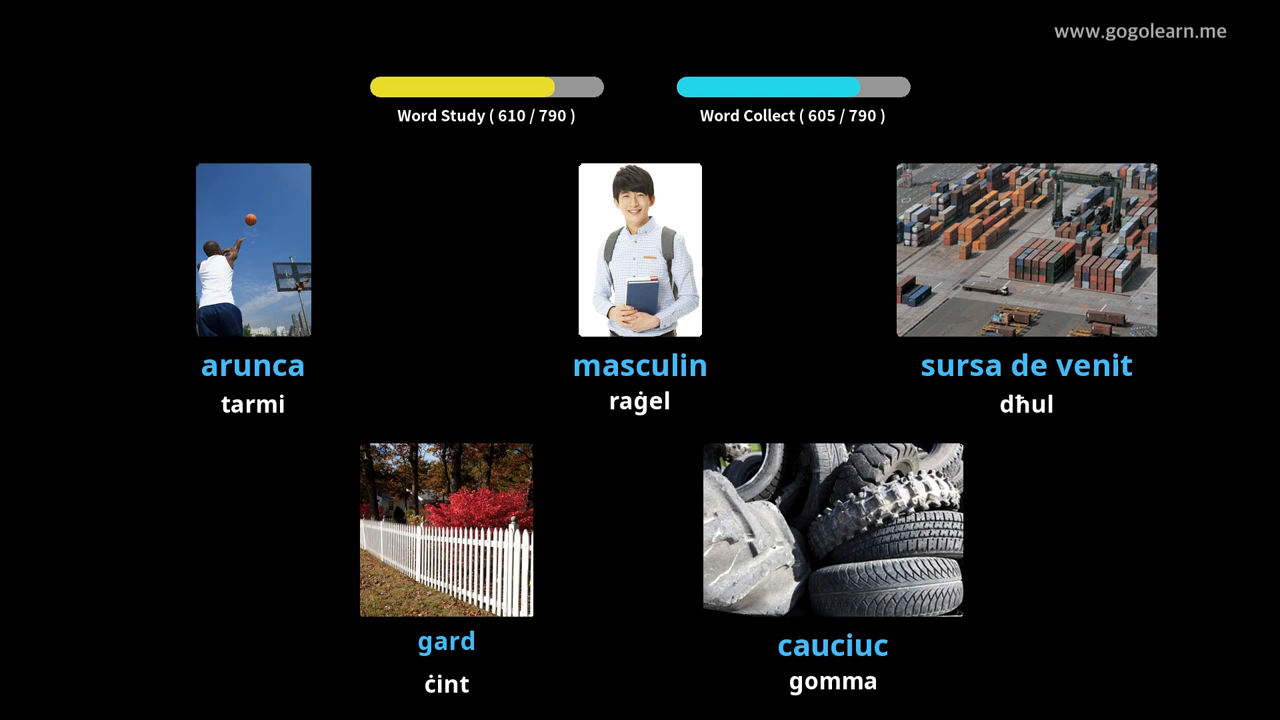 www.gogolearn.me
Word Study ( 610 / 790 )
Word Collect ( 605 / 790 )
arunca
tarmi
masculin
raġel
sursa de venit
dħul
gard
ċint
cauciuc
gomma